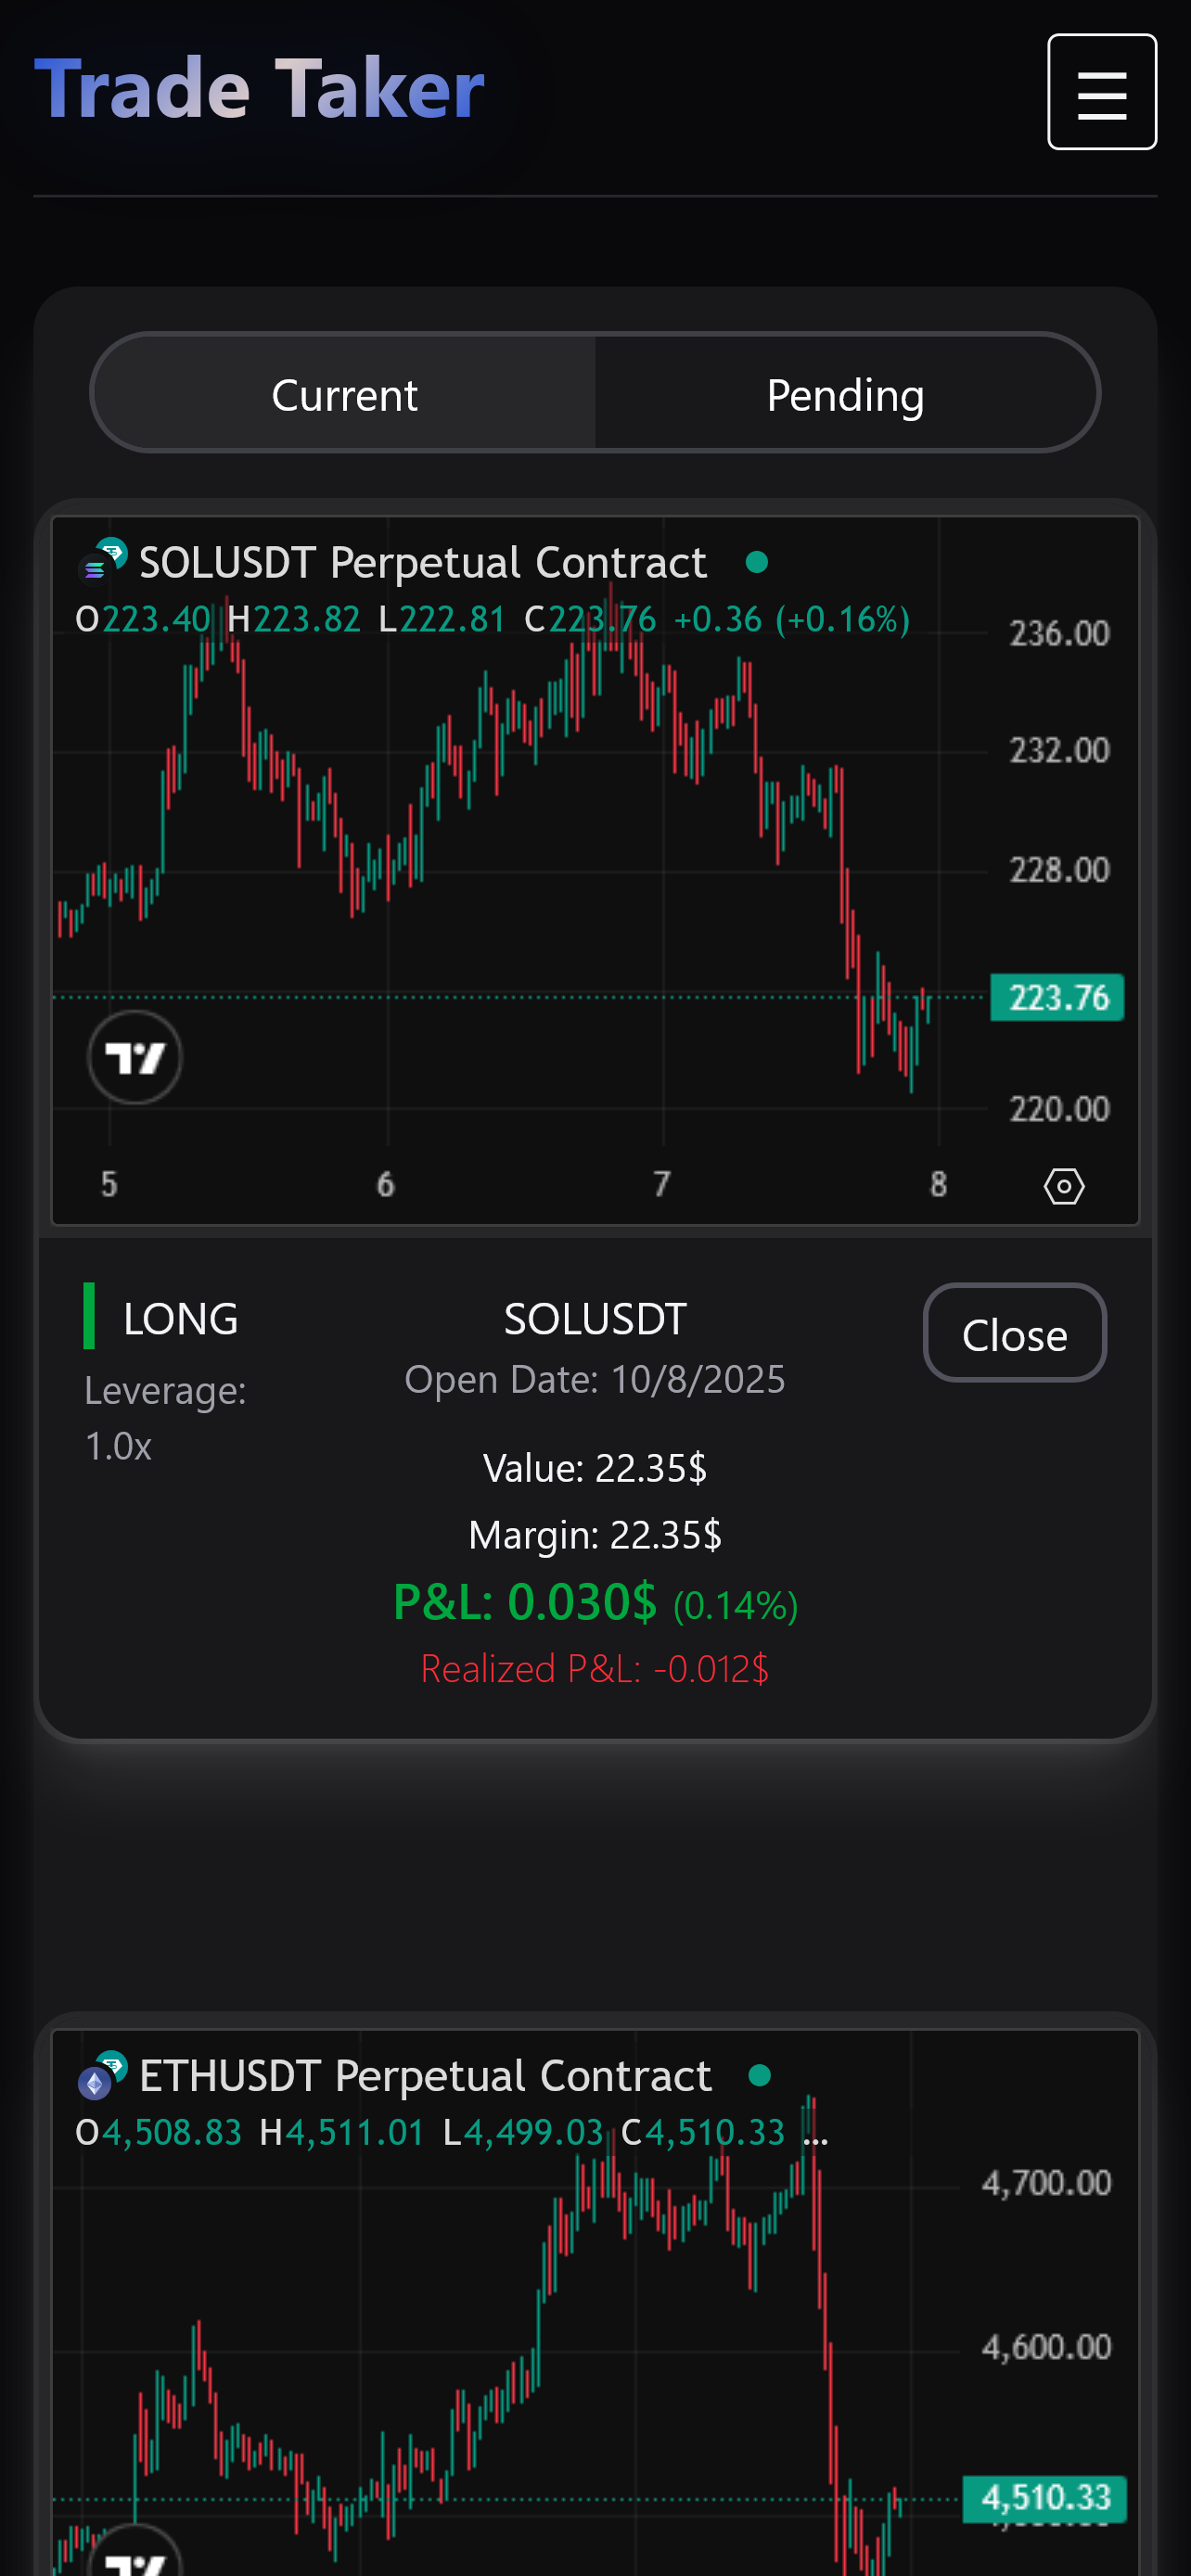 Trade Taker
Current
Pending
SOLUSDT Perpetual Contract
O223.40 H223.82 L222.81 C223.76 +0.36 (+0.16%)
236.00
232.00
228.00
223.76
220.00
5 6 7 8
LONG
SOLUSDT
Close
Leverage:
1.0x
Open Date: 10/8/2025
Value: 22.35$
Margin: 22.35$
P&L: 0.030$ (0.14%)
Realized P&L: -0.012$
ETHUSDT Perpetual Contract
O4,508.83 H4,511.01 L4,499.03 C4,510.33 ...
4,700.00
4,600.00
4,510.33